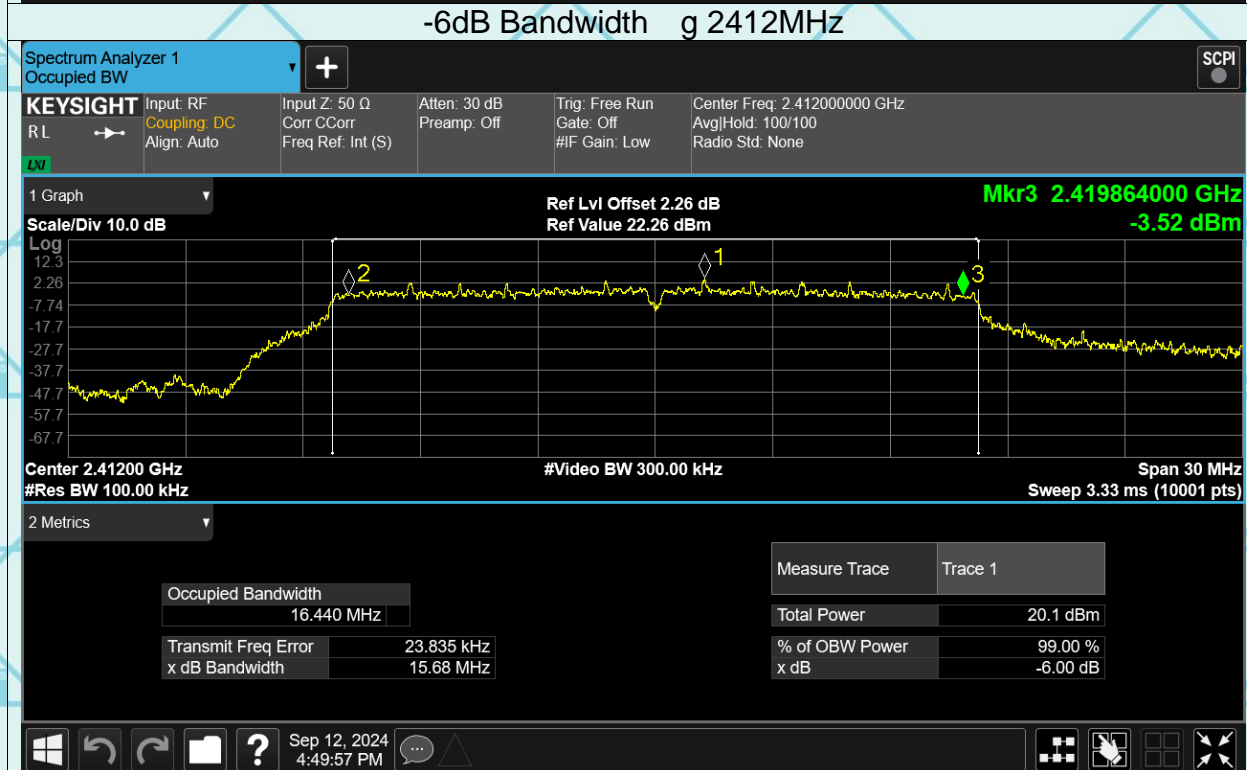 -6dB Bandwidth g 2412MHz
Spectrum Analyzer 1
Occupied BW
▼
+
SCPI
KEYSIGHT
R L
LXI
Input: RF
Coupling: DC
Align: Auto
Input Z: 50 Ω
Corr CCorr
Freq Ref: Int (S)
Atten: 30 dB
Preamp: Off
Trig: Free Run
Gate: Off
#IF Gain: Low
Center Freq: 2.412000000 GHz
Avg|Hold: 100/100
Radio Std: None
1 Graph ▼
Scale/Div 10.0 dB
Ref Lvl Offset 2.26 dB
Ref Value 22.26 dBm
Mkr3 2.419864000 GHz
-3.52 dBm
Log
12.3
2.26
-7.74
-17.7
-27.7
-37.7
-47.7
-57.7
-67.7
2
1
3
Center 2.41200 GHz
#Res BW 100.00 kHz
#Video BW 300.00 kHz
Span 30 MHz
Sweep 3.33 ms (10001 pts)
2 Metrics ▼
Occupied Bandwidth
16.440 MHz
Transmit Freq Error 23.835 kHz
x dB Bandwidth 15.68 MHz
Measure Trace Trace 1
Total Power 20.1 dBm
% of OBW Power 99.00 %
x dB -6.00 dB
?
Sep 12, 2024
4:49:57 PM